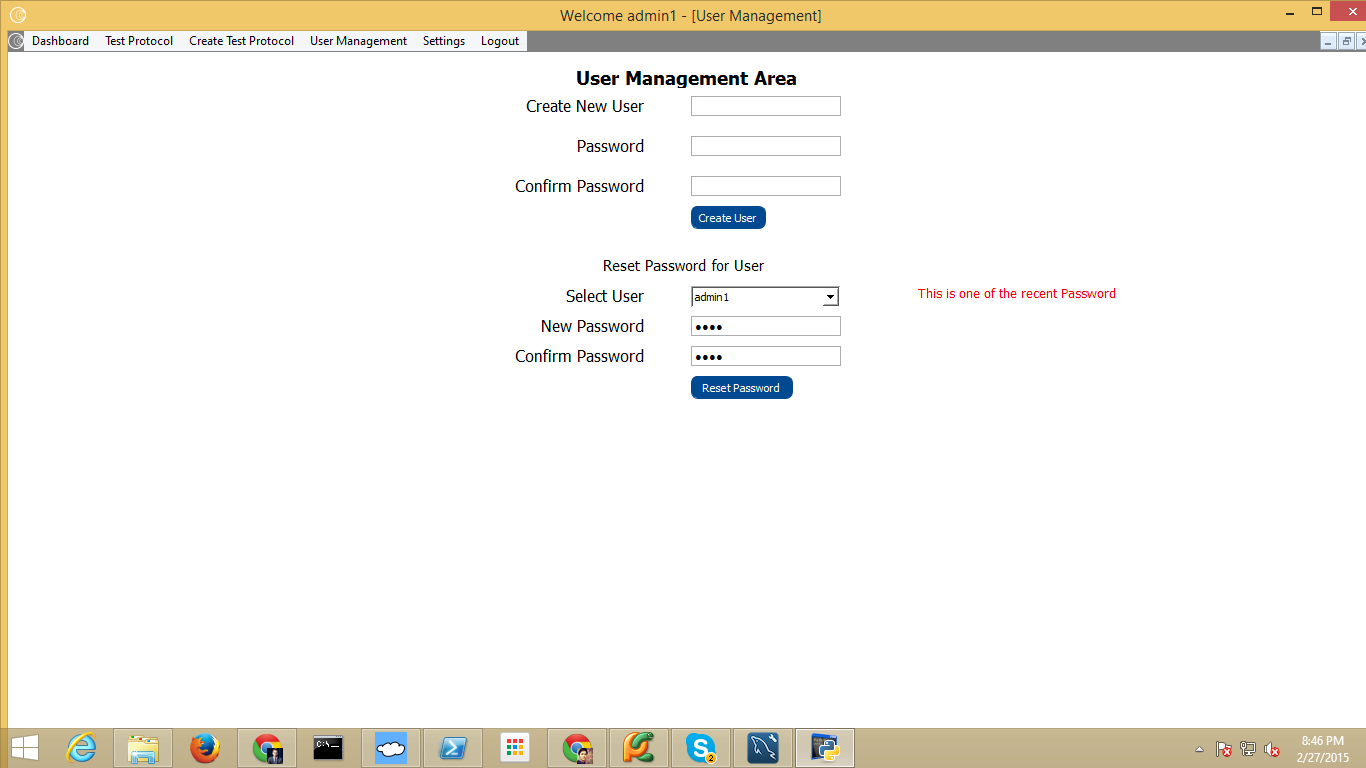 Welcome admin1 - [User Management]
Dashboard Test Protocol Create Test Protocol User Management Settings Logout
User Management Area
Create New User
Password
Confirm Password
Create User
Reset Password for User
Select User admin1 This is one of the recent Password
New Password ••••
Confirm Password ••••
Reset Password
C:\_
S 2
8:46 PM
2/27/2015